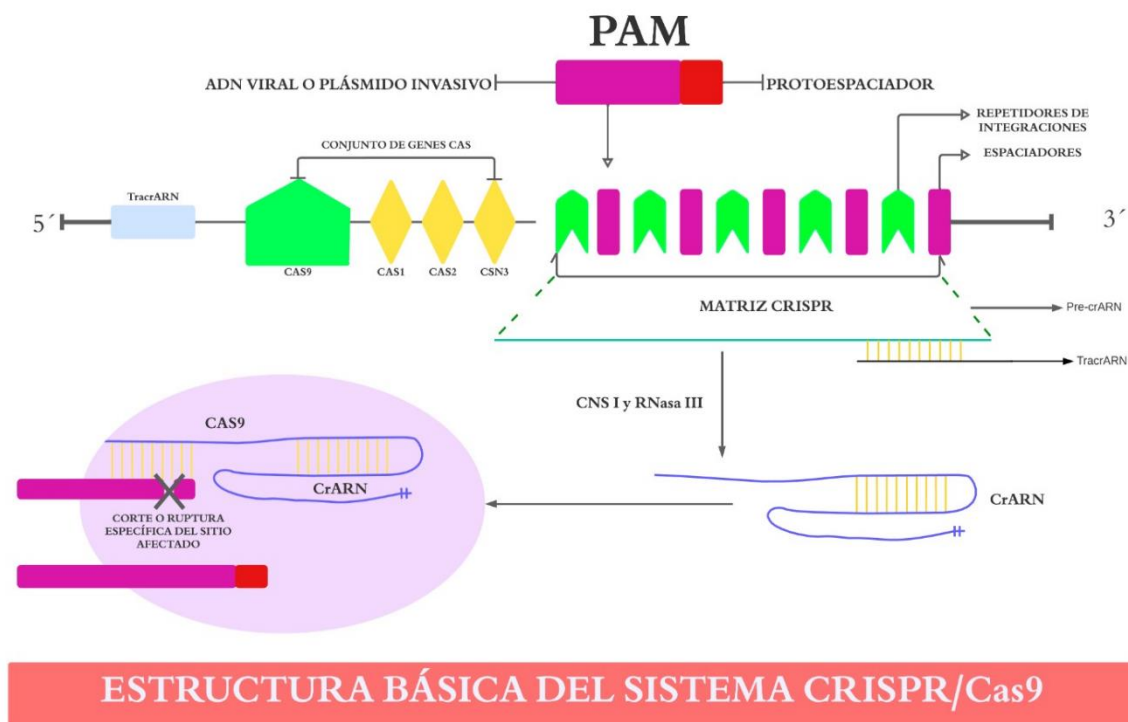 PAM
ADN VIRAL O PLÁSMIDO INVASIVO
PROTOESPACIADOR
REPETIDORES DE
INTEGRACIONES
CONJUNTO DE GENES CAS
ESPACIADORES
TracrARN
5´
3´
CAS9
CAS1
CAS2
CSN3
MATRIZ CRISPR
Pre-crARN
TracrARN
CNS I y RNasa III
CAS9
CrARN
CrARN
CORTE O RUPTURA
ESPECÍFICA DEL SITIO
AFECTADO
ESTRUCTURA BÁSICA DEL SISTEMA CRISPR/Cas9